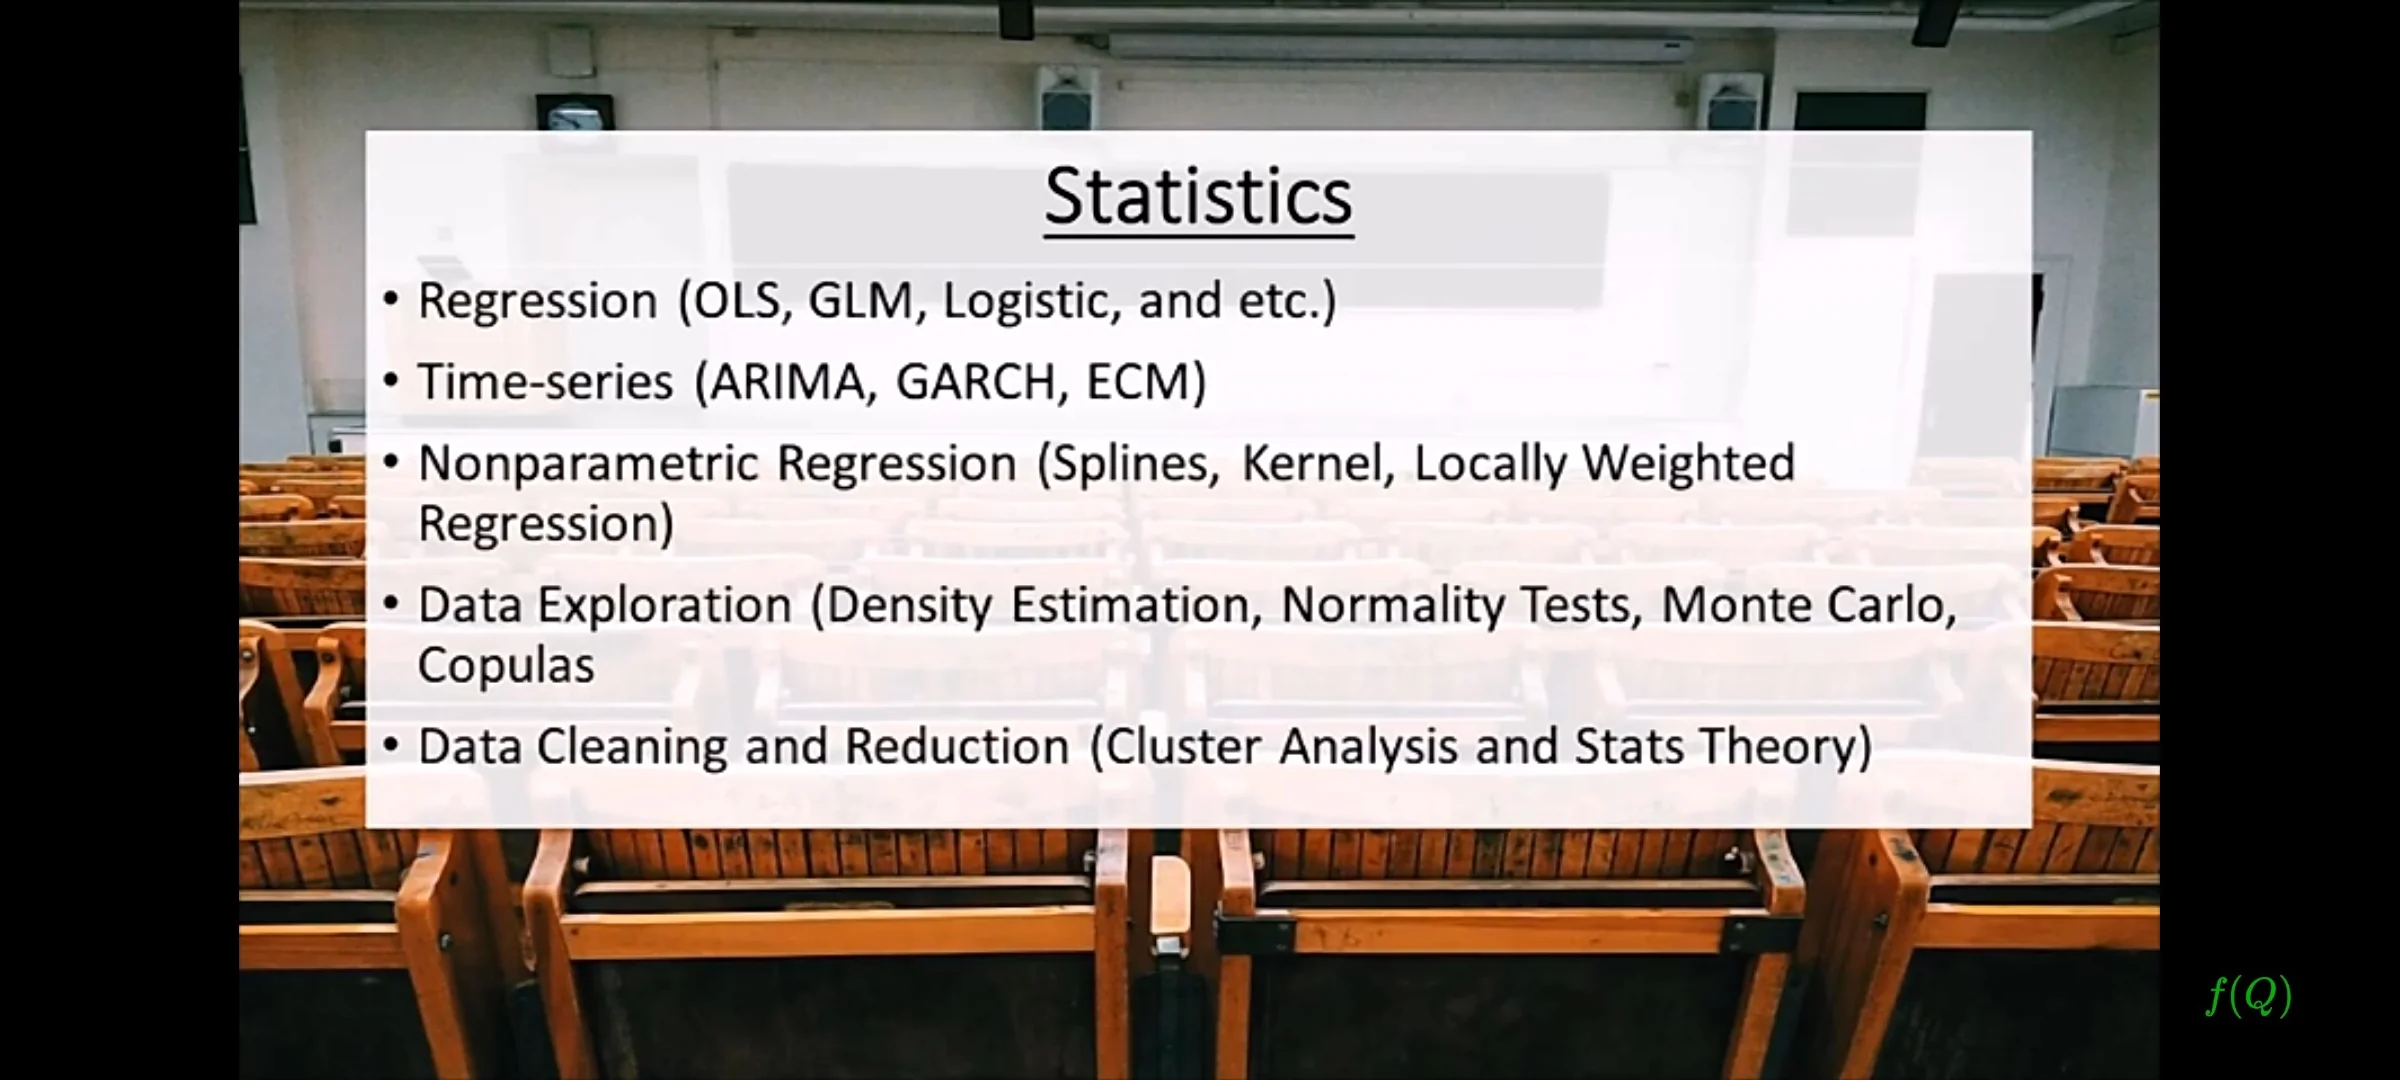 Statistics
• Regression (OLS, GLM, Logistic, and etc.)
• Time-series (ARIMA, GARCH, ECM)
• Nonparametric Regression (Splines, Kernel, Locally Weighted
Regression)
• Data Exploration (Density Estimation, Normality Tests, Monte Carlo,
Copulas
• Data Cleaning and Reduction (Cluster Analysis and Stats Theory)
f(Q)